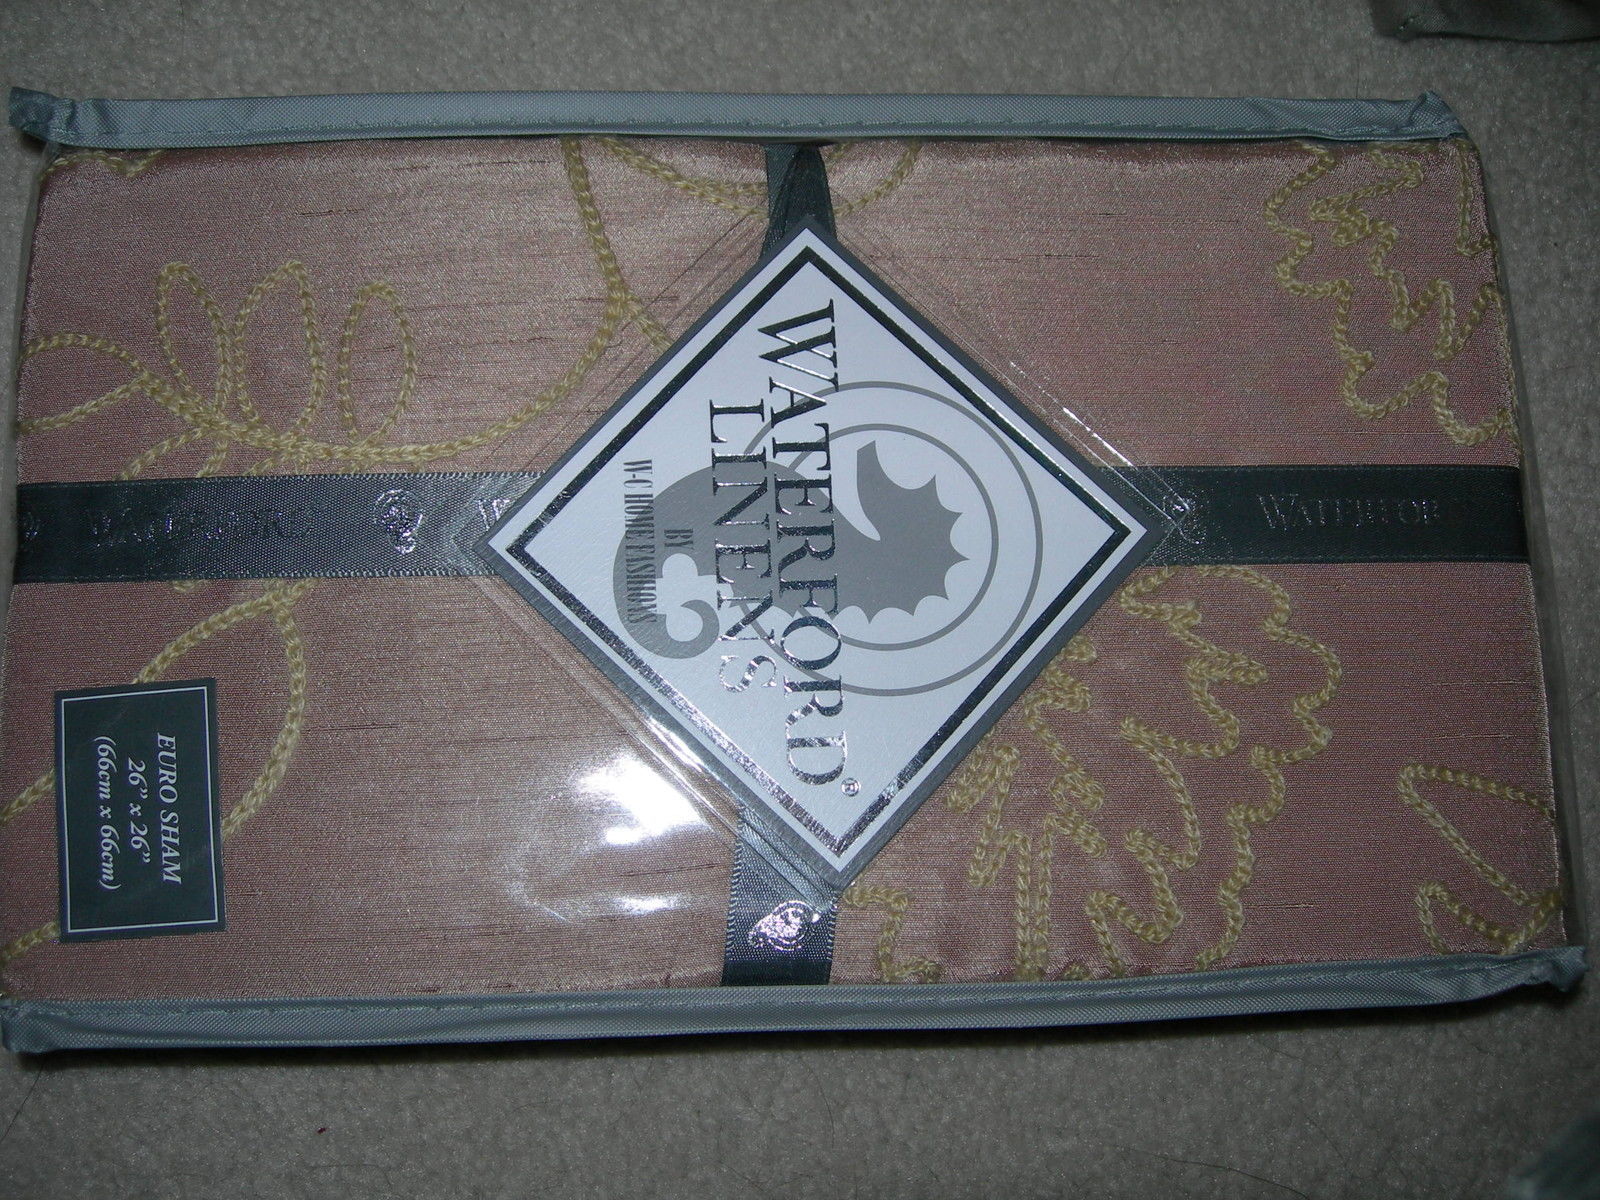 WATERFORD®
LINENS
BY
W-C HOME FASHIONS
EURO SHAM
26” x 26”
(66cm x 66cm)
WATERFOR
WATERFORD
W